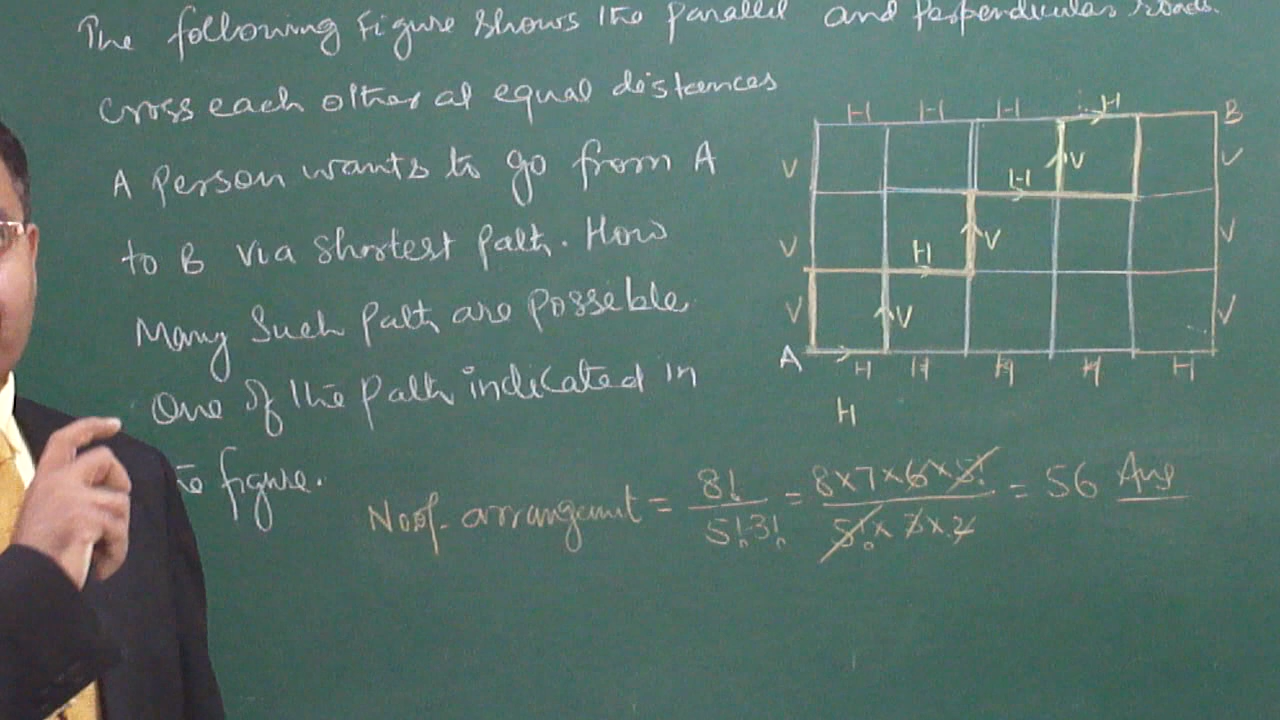 The following Figure shows the parallel and Perpendicular roads
cross each other at equal distances
A Person wants to go from A
to B via shortest Path. How
Many Such Path are possible
One of the path indicated in
figure.
H H H H B
V V V
H
V H V V
H
V V V
A H H H H H
H
No of arrangement = 8!/5!3! = 8×7×6×5!/5!×3×2 = 56 Ans